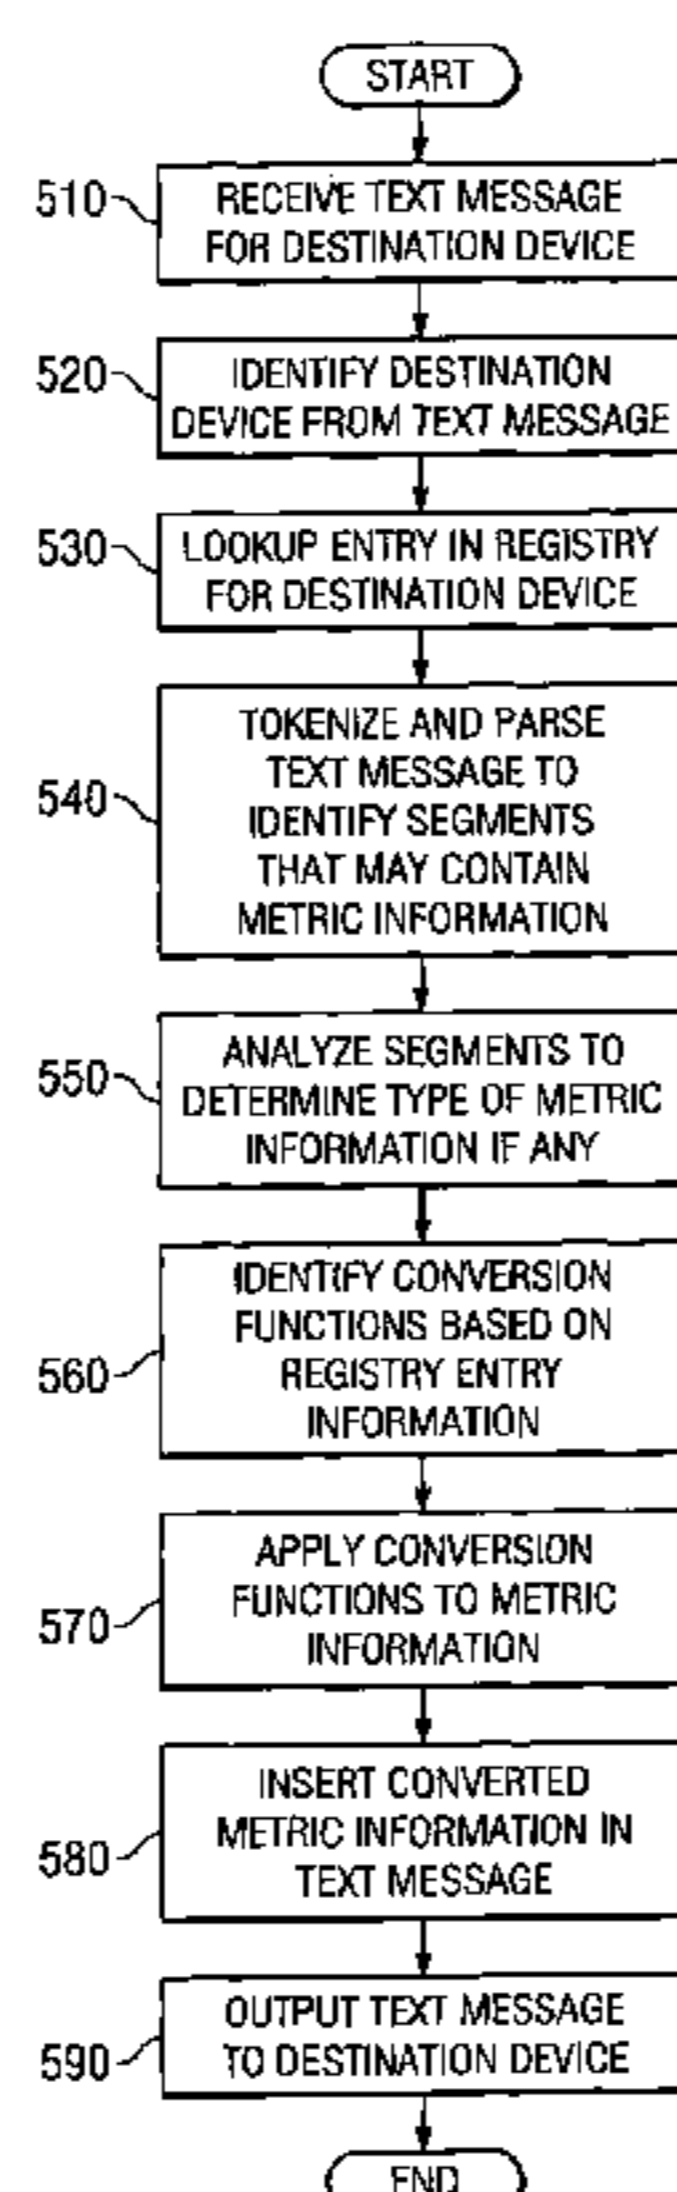 START
510
RECEIVE TEXT MESSAGE
FOR DESTINATION DEVICE
520
IDENTIFY DESTINATION
DEVICE FROM TEXT MESSAGE
530
LOOKUP ENTRY IN REGISTRY
FOR DESTINATION DEVICE
540
TOKENIZE AND PARSE
TEXT MESSAGE TO
IDENTIFY SEGMENTS
THAT MAY CONTAIN
METRIC INFORMATION
550
ANALYZE SEGMENTS TO
DETERMINE TYPE OF METRIC
INFORMATION IF ANY
560
IDENTIFY CONVERSION
FUNCTIONS BASED ON
REGISTRY ENTRY
INFORMATION
570
APPLY CONVERSION
FUNCTIONS TO METRIC
INFORMATION
580
INSERT CONVERTED
METRIC INFORMATION IN
TEXT MESSAGE
590
OUTPUT TEXT MESSAGE
TO DESTINATION DEVICE
END